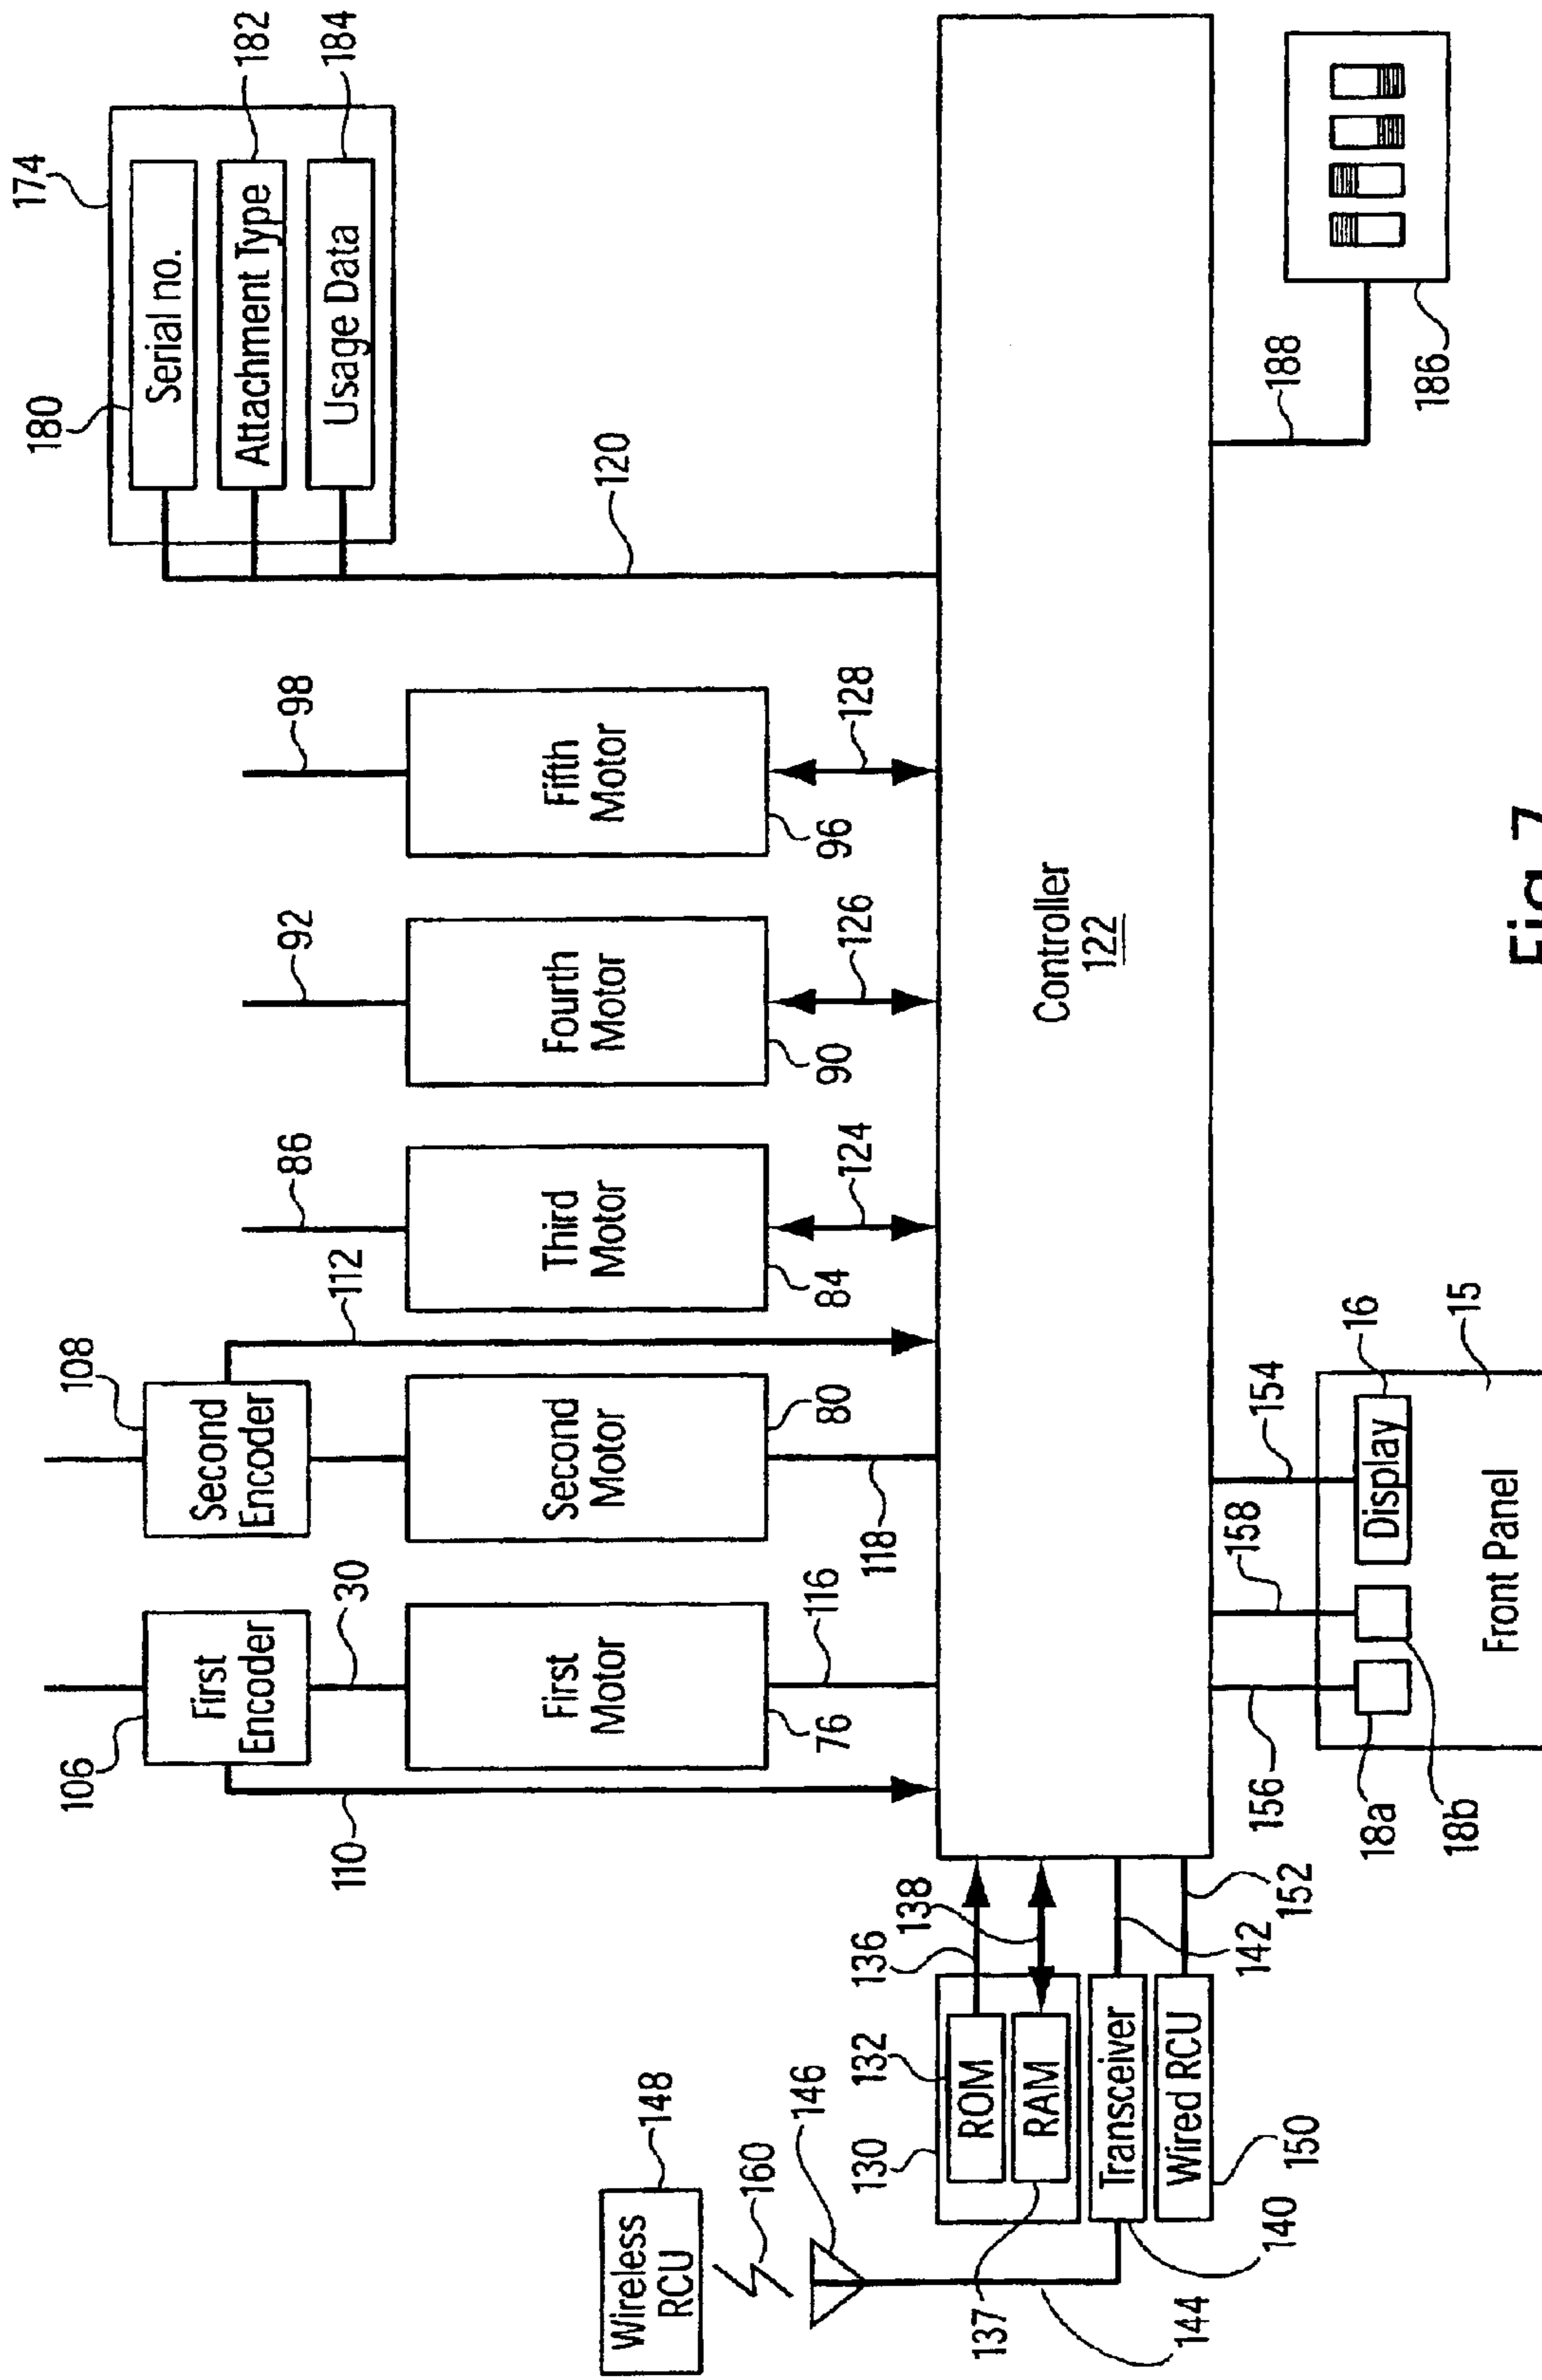 174
180
Serial no.
182
Attachment Type
184
Usage Data
120
108
Second
Encoder
112
106
First
Encoder
110
30
86
92
98
First
Motor
76
116
Second
Motor
80
118
Third
Motor
84
124
Fourth
Motor
90
126
Fifth
Motor
96
128
Wireless
RCU
148
160
146
130
132
136
138
ROM
RAM
137
Transceiver
Wired RCU
144
140
150
142
152
Controller
122
156
158
154
18a
18b
Display
16
15
Front Panel
188
186
Fig. 7